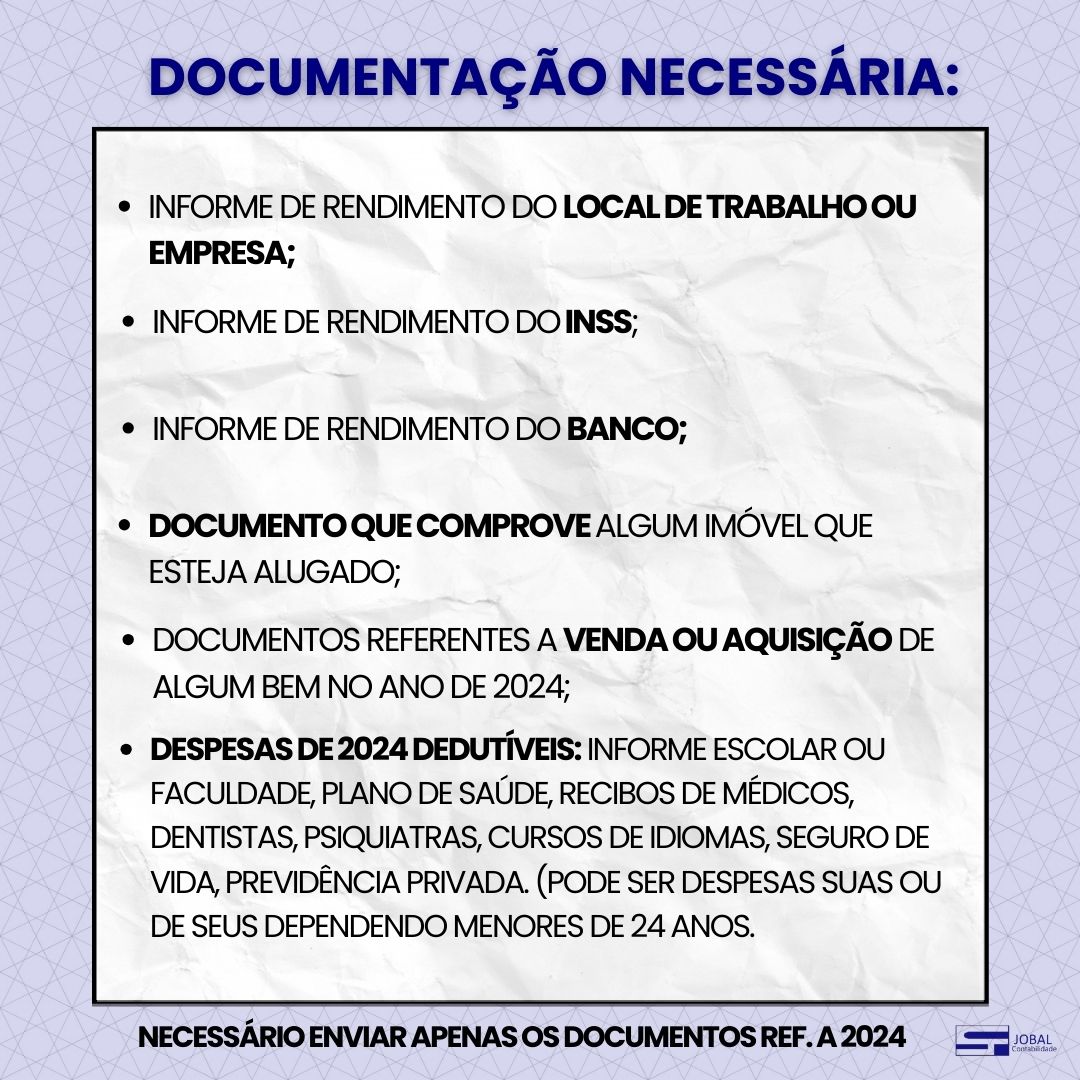 DOCUMENTAÇÃO NECESSÁRIA:
• INFORME DE RENDIMENTO DO LOCAL DE TRABALHO OU
EMPRESA;
• INFORME DE RENDIMENTO DO INSS;
• INFORME DE RENDIMENTO DO BANCO;
• DOCUMENTO QUE COMPROVE ALGUM IMÓVEL QUE
ESTEJA ALUGADO;
• DOCUMENTOS REFERENTES A VENDA OU AQUISIÇÃO DE
ALGUM BEM NO ANO DE 2024;
• DESPESAS DE 2024 DEDUTÍVEIS: INFORME ESCOLAR OU
FACULDADE, PLANO DE SAÚDE, RECIBOS DE MÉDICOS,
DENTISTAS, PSIQUIATRAS, CURSOS DE IDIOMAS, SEGURO DE
VIDA, PREVIDÊNCIA PRIVADA. (PODE SER DESPESAS SUAS OU
DE SEUS DEPENDENDO MENORES DE 24 ANOS.
NECESSÁRIO ENVIAR APENAS OS DOCUMENTOS REF. A 2024
JOBAL
Contabilidade